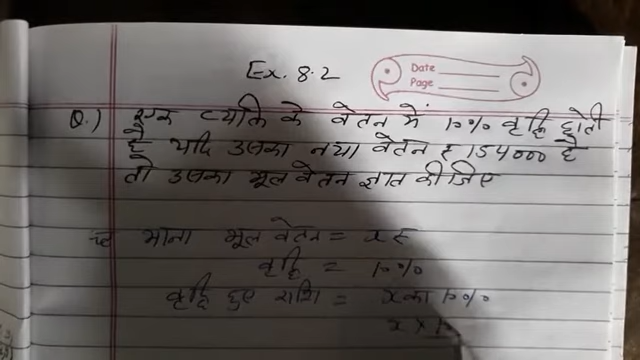 Ex. 8.2
Date
Page
Q.) एक व्यक्ति के वेतन में 10% वृद्धि होती
है यदि उसका नया वेतन ₹ 154000 है
तो उसका मूल वेतन ज्ञात कीजिए
माना मूल वेतन = x ₹
वृद्धि = 10%
वृद्धि हुए राशि = x का 10%
x × 1